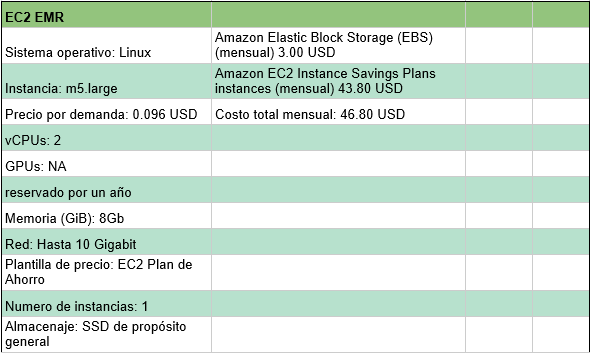 EC2 EMR
Sistema operativo: Linux
Amazon Elastic Block Storage (EBS)
(mensual) 3.00 USD
Instancia: m5.large
Amazon EC2 Instance Savings Plans
instances (mensual) 43.80 USD
Precio por demanda: 0.096 USD
Costo total mensual: 46.80 USD
vCPUs: 2
GPUs: NA
reservado por un año
Memoria (GiB): 8Gb
Red: Hasta 10 Gigabit
Plantilla de precio: EC2 Plan de
Ahorro
Numero de instancias: 1
Almacenaje: SSD de propósito
general